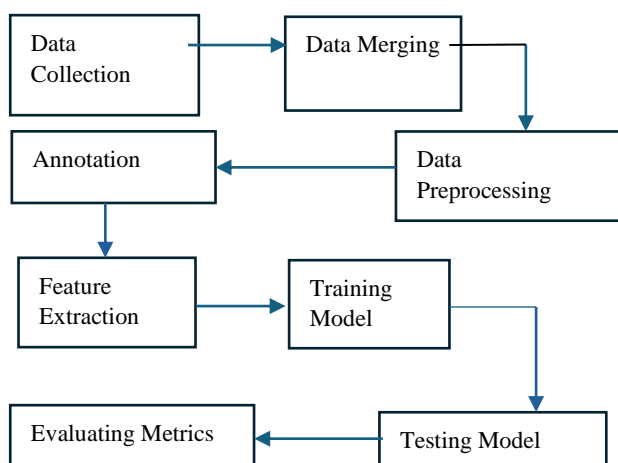 Data
Collection
Data Merging
Data
Preprocessing
Annotation
Feature
Extraction
Training
Model
Testing Model
Evaluating Metrics